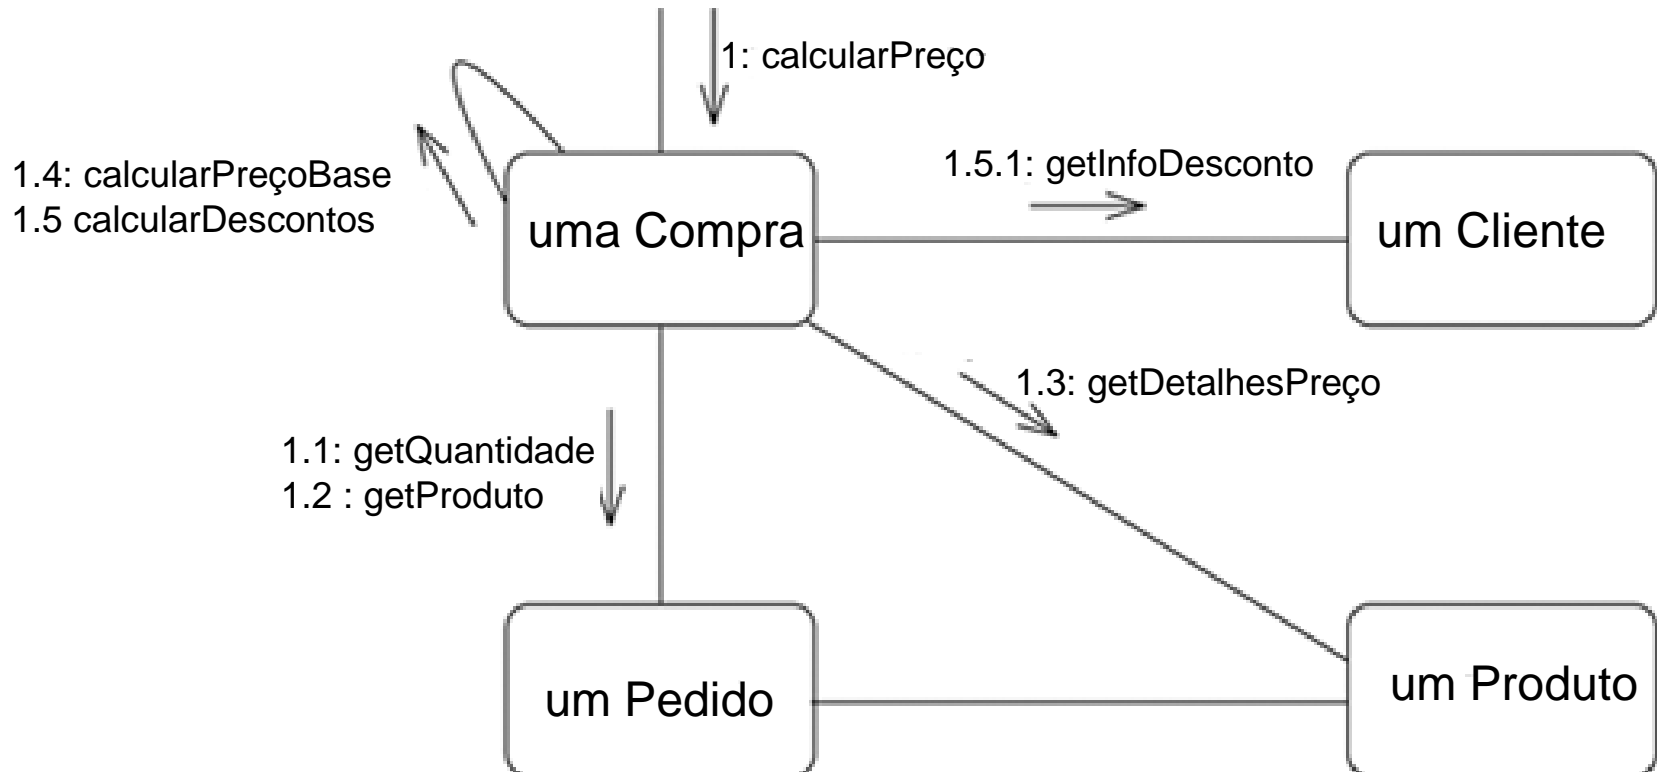 1: calcularPreço
1.4: calcularPreçoBase
1.5 calcularDescontos
1.5.1: getInfoDesconto
uma Compra
um Cliente
1.3: getDetalhesPreço
1.1: getQuantidade
1.2 : getProduto
um Pedido
um Produto